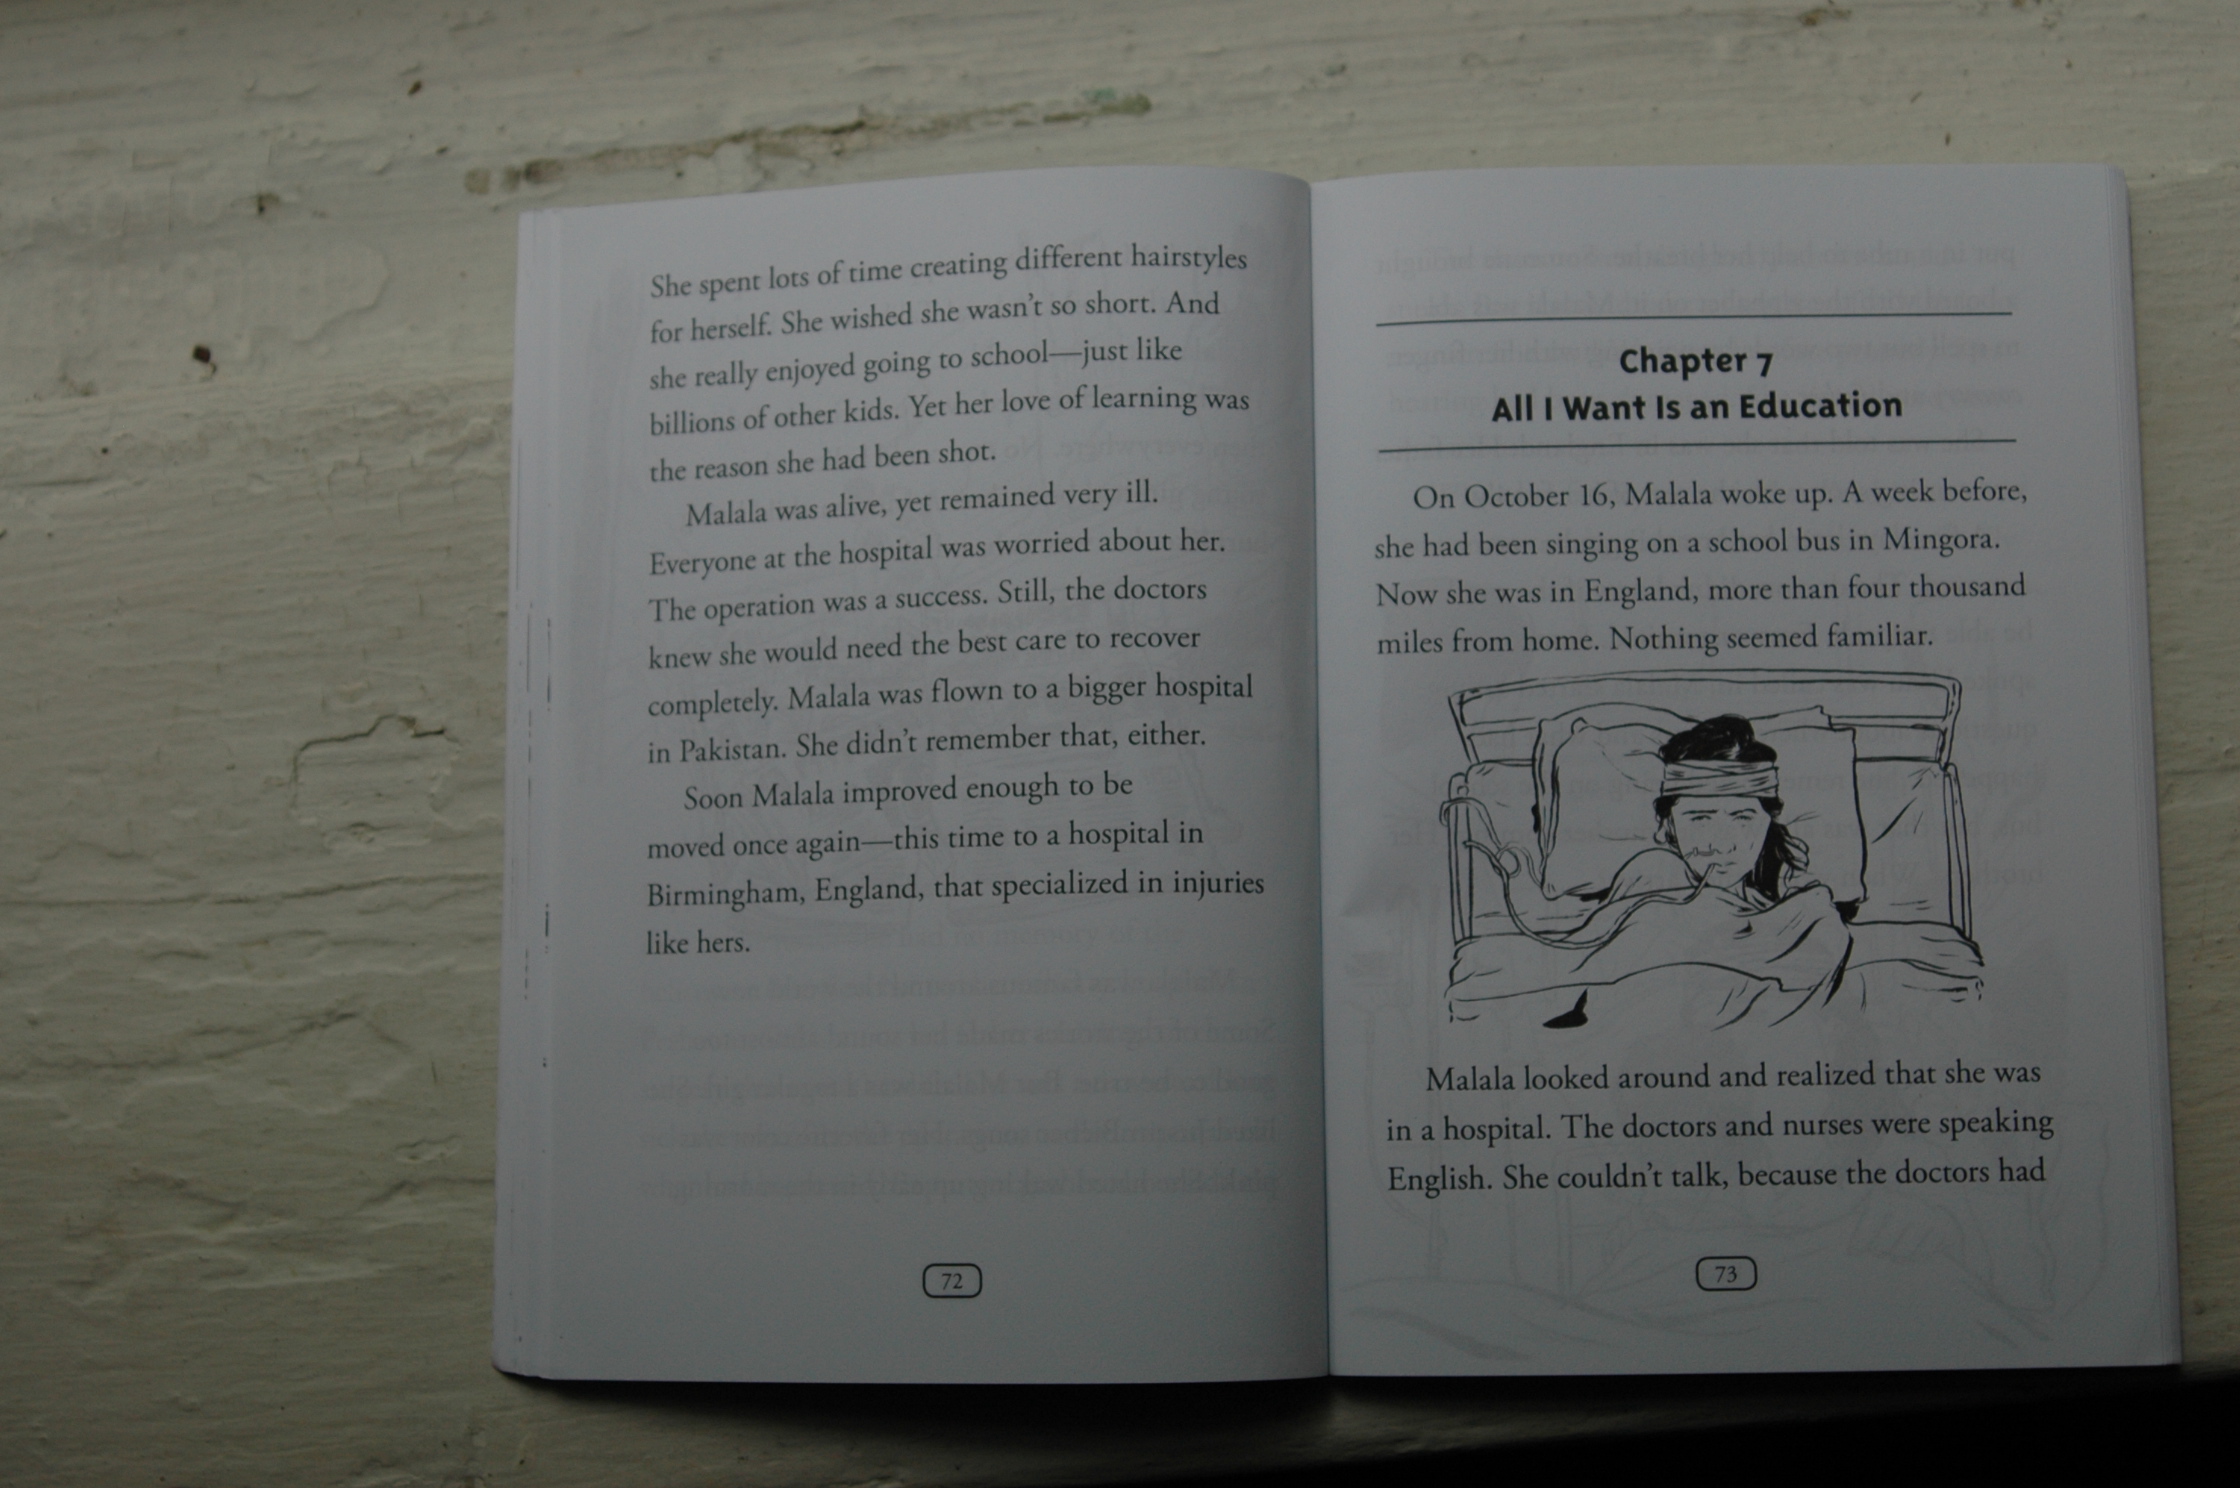 She spent lots of time creating different hairstyles
for herself. She wished she wasn't so short. And
she really enjoyed going to school—just like
billions of other kids. Yet her love of learning was
the reason she had been shot.
Malala was alive, yet remained very ill.
Everyone at the hospital was worried about her.
The operation was a success. Still, the doctors
knew she would need the best care to recover
completely. Malala was flown to a bigger hospital
in Pakistan. She didn't remember that, either.
Soon Malala improved enough to be
moved once again—this time to a hospital in
Birmingham, England, that specialized in injuries
like hers.
72
Chapter 7
All I Want Is an Education
On October 16, Malala woke up. A week before,
she had been singing on a school bus in Mingora.
Now she was in England, more than four thousand
miles from home. Nothing seemed familiar.
Malala looked around and realized that she was
in a hospital. The doctors and nurses were speaking
English. She couldn't talk, because the doctors had
73